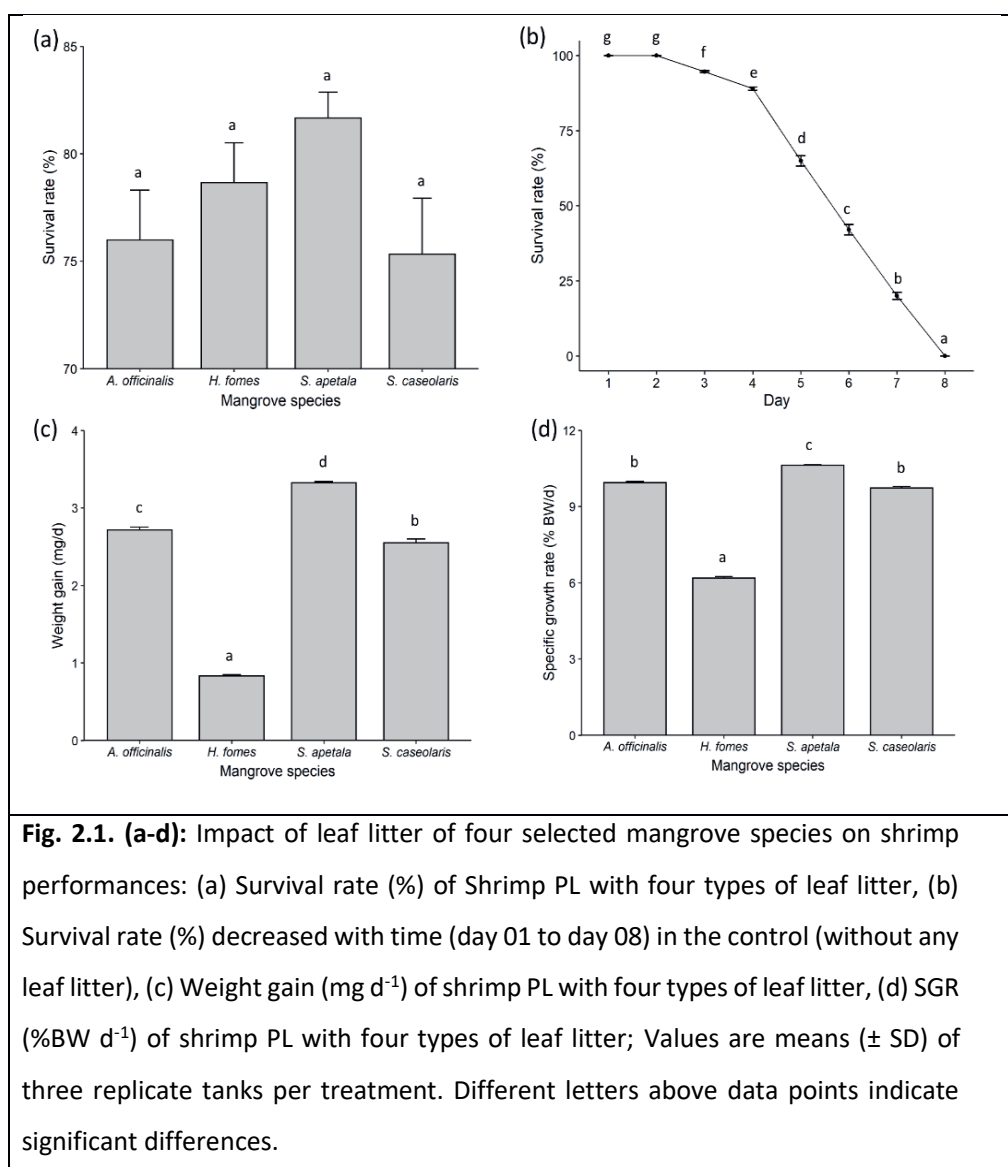 (a)
85
80
75
70
Survival rate (%)
a
a
a
a
A. officinalis
H. fomes
S. apetala
S. caseolaris
Mangrove species
(b)
100
75
50
25
0
Survival rate (%)
g
g
f
e
d
c
b
a
1 2 3 4 5 6 7 8
Day
(c)
4
3
2
1
0
Weight gain (mg/d)
c
a
d
b
A. officinalis
H. fomes
S. apetala
S. caseolaris
Mangrove species
(d)
12
9
6
3
0
Specific growth rate (% BW/d)
b
a
c
b
A. officinalis
H. fomes
S. apetala
S. caseolaris
Mangrove species
Fig. 2.1. (a-d): Impact of leaf litter of four selected mangrove species on shrimp
performances: (a) Survival rate (%) of Shrimp PL with four types of leaf litter, (b)
Survival rate (%) decreased with time (day 01 to day 08) in the control (without any
leaf litter), (c) Weight gain (mg d⁻¹) of shrimp PL with four types of leaf litter, (d) SGR
(%BW d⁻¹) of shrimp PL with four types of leaf litter; Values are means (± SD) of
three replicate tanks per treatment. Different letters above data points indicate
significant differences.